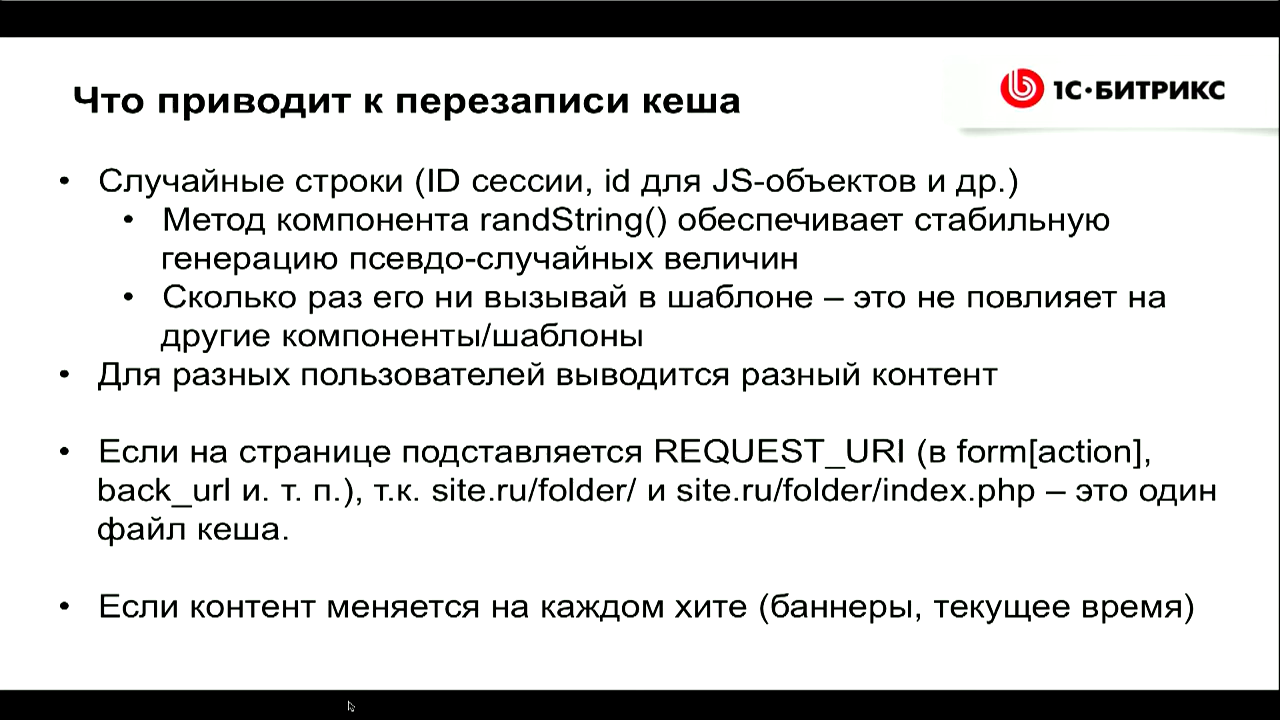 Что приводит к перезаписи кеша
1С·БИТРИКС
• Случайные строки (ID сессии, id для JS-объектов и др.)
• Метод компонента randString() обеспечивает стабильную
генерацию псевдо-случайных величин
• Сколько раз его ни вызывай в шаблоне – это не повлияет на
другие компоненты/шаблоны
• Для разных пользователей выводится разный контент
• Если на странице подставляется REQUEST_URI (в form[action],
back_url и. т. п.), т.к. site.ru/folder/ и site.ru/folder/index.php – это один
файл кеша.
• Если контент меняется на каждом хите (баннеры, текущее время)